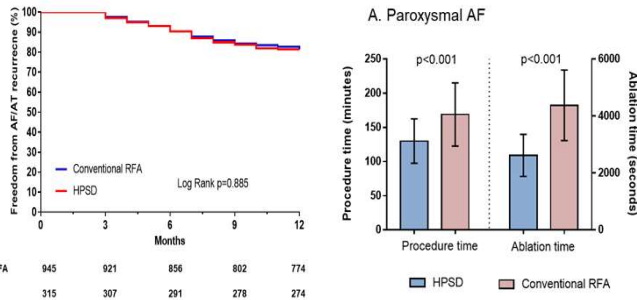 Freedom from AF/AT recurrecne (%)
100
90
80
70
60
50
40
30
20
10
0
Conventional RFA
HPSD
Log Rank p=0.885
0 3 6 9 12
Months
FA 945 921 856 802 774
315 307 291 278 274
A. Paroxysmal AF
Procedure time (minutes)
250
200
150
100
50
0
p<0.001 p<0.001
6000
4000
2000
0
Ablation time (seconds)
Procedure time Ablation time
HPSD Conventional RFA